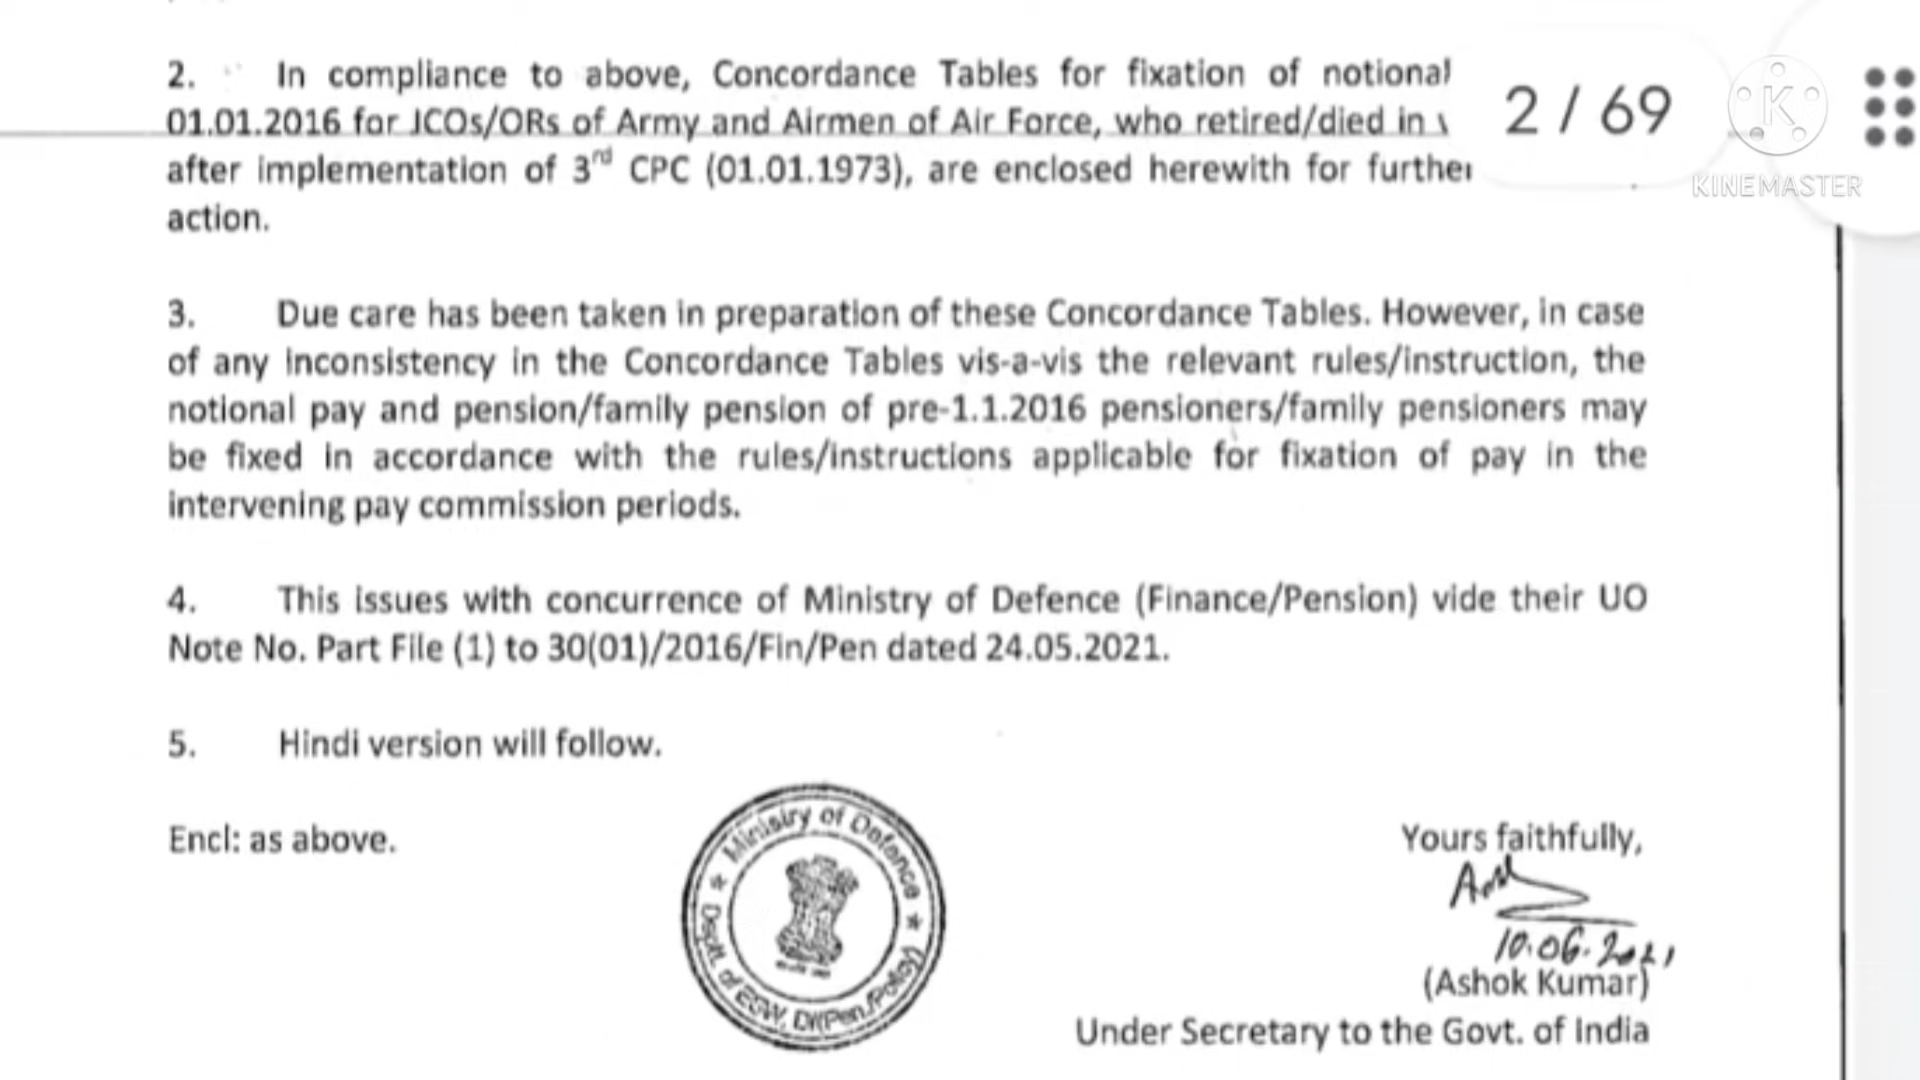 2. In compliance to above, Concordance Tables for fixation of notional
01.01.2016 for JCOs/ORs of Army and Airmen of Air Force, who retired/died in
after implementation of 3rd CPC (01.01.1973), are enclosed herewith for further
action.
2 / 69
K
KINEMASTER
3. Due care has been taken in preparation of these Concordance Tables. However, in case
of any inconsistency in the Concordance Tables vis-a-vis the relevant rules/instruction, the
notional pay and pension/family pension of pre-1.1.2016 pensioners/family pensioners may
be fixed in accordance with the rules/instructions applicable for fixation of pay in the
intervening pay commission periods.
4. This issues with concurrence of Ministry of Defence (Finance/Pension) vide their UO
Note No. Part File (1) to 30(01)/2016/Fin/Pen dated 24.05.2021.
5. Hindi version will follow.
Encl: as above.
Ministry of Defence
Deptt. of ESW, D(Pen/Policy)
Yours faithfully,
10.06.2021
(Ashok Kumar)
Under Secretary to the Govt. of India